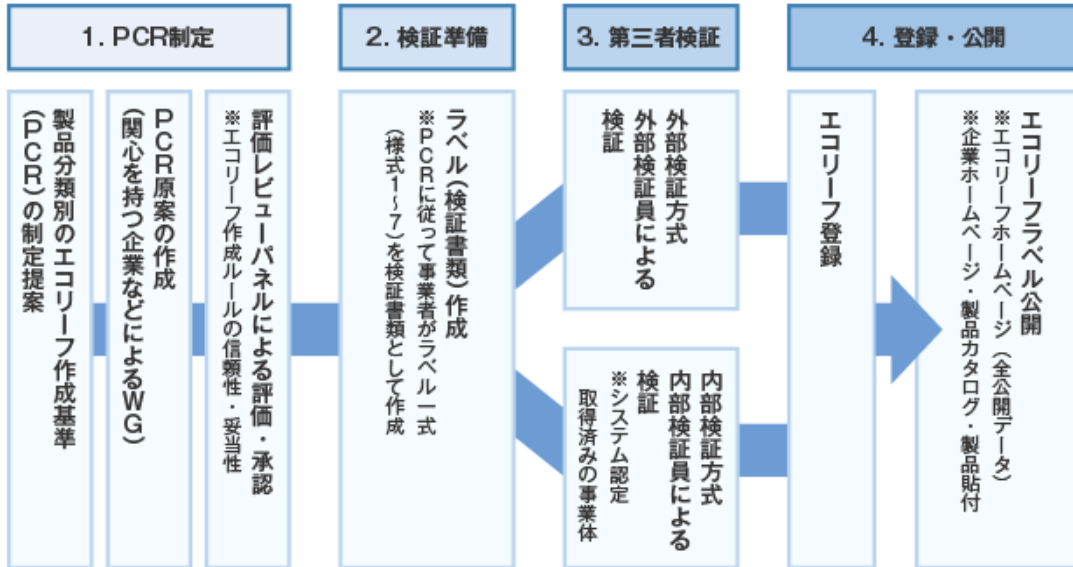 1. PCR制定
2. 検証準備
3. 第三者検証
4. 登録・公開
製品分類別のエコリーフ作成基準
(PCR)の制定提案
PCR原案の作成
(関心を持つ企業などによるWG)
評価レビューパネルによる評価・承認
※エコリーフ作成ルールの信頼性・妥当性
ラベル(検証書類)作成
※PCRに従って事業者がラベル一式
(様式1~7)を検証書類として作成
外部検証方式
外部検証員による
検証
内部検証方式
内部検証員による
検証
※システム認定
取得済みの事業体
エコリーフ登録
エコリーフラベル公開
※エコリーフホームページ(全公開データ)
※企業ホームページ・製品カタログ・製品貼付